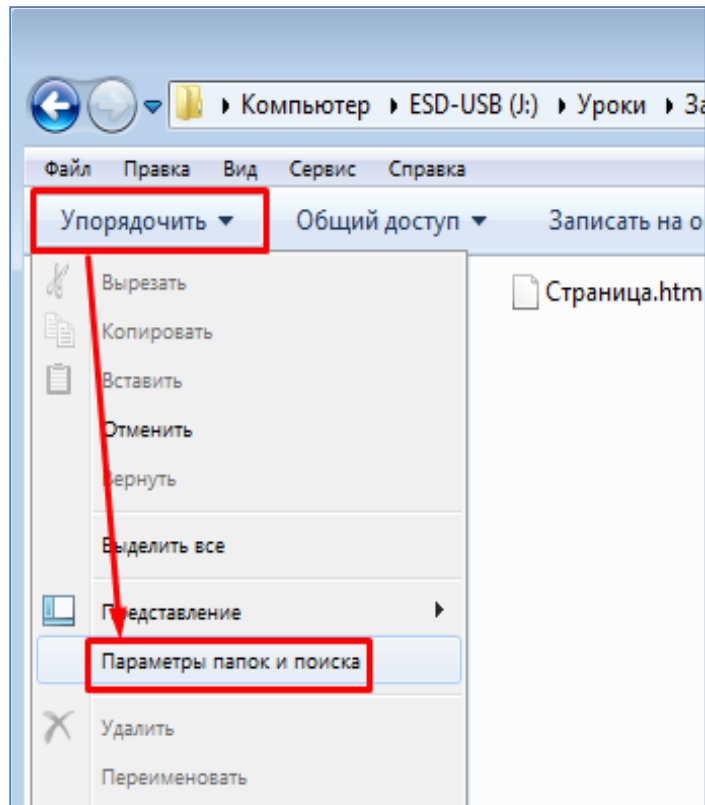 Компьютер ESD-USB (J:) Уроки За
Файл Правка Вид Сервис Справка
Упорядочить Общий доступ Записать на о
Вырезать
Страница.htm
Копировать
Вставить
Отменить
Вернуть
Выделить все
Представление
Параметры папок и поиска
Удалить
Переименовать